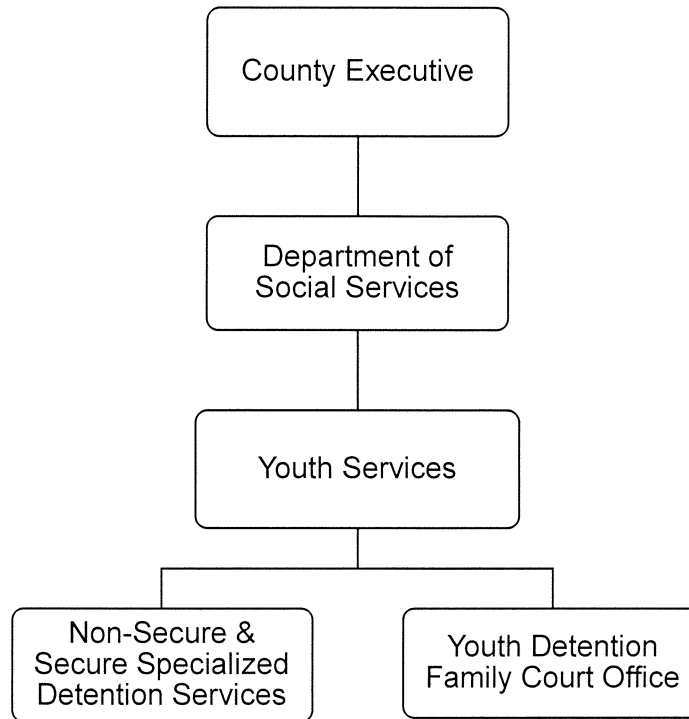 County Executive
Department of
Social Services
Youth Services
Non-Secure &
Secure Specialized
Detention Services
Youth Detention
Family Court Office